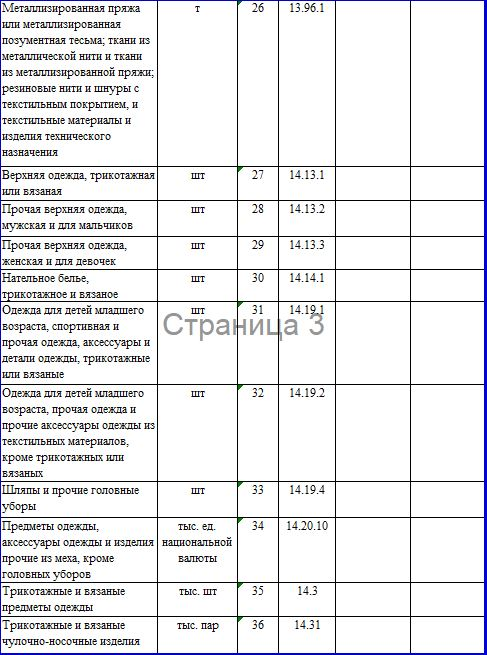 Металлизированная пряжа т 26 13.96.1
или металлизированная
позументная тесьма; ткани из
металлической нити и ткани
из металлизированной пряжи;
резиновые нити и шнуры с
текстильным покрытием, и
текстильные материалы и
изделия технического
назначения
Верхняя одежда, трикотажная шт 27 14.13.1
или вязаная
Прочая верхняя одежда, шт 28 14.13.2
мужская и для мальчиков
Прочая верхняя одежда, шт 29 14.13.3
женская и для девочек
Нательное белье, шт 30 14.14.1
трикотажное и вязаное
Одежда для детей младшего шт 31 14.19.1
возраста, спортивная и
Страница 3
прочая одежда, аксессуары и
детали одежды, трикотажные
или вязаные
Одежда для детей младшего шт 32 14.19.2
возраста, прочая одежда и
прочие аксессуары одежды из
текстильных материалов,
кроме трикотажных или
вязаных
Шляпы и прочие головные шт 33 14.19.4
уборы
Предметы одежды, тыс. ед. 34 14.20.10
аксессуары одежды и изделия национальной
прочие из меха, кроме валюты
головных уборов
Трикотажные и вязаные тыс. шт 35 14.3
предметы одежды
Трикотажные и вязаные тыс. пар 36 14.31
чулочно-носочные изделия